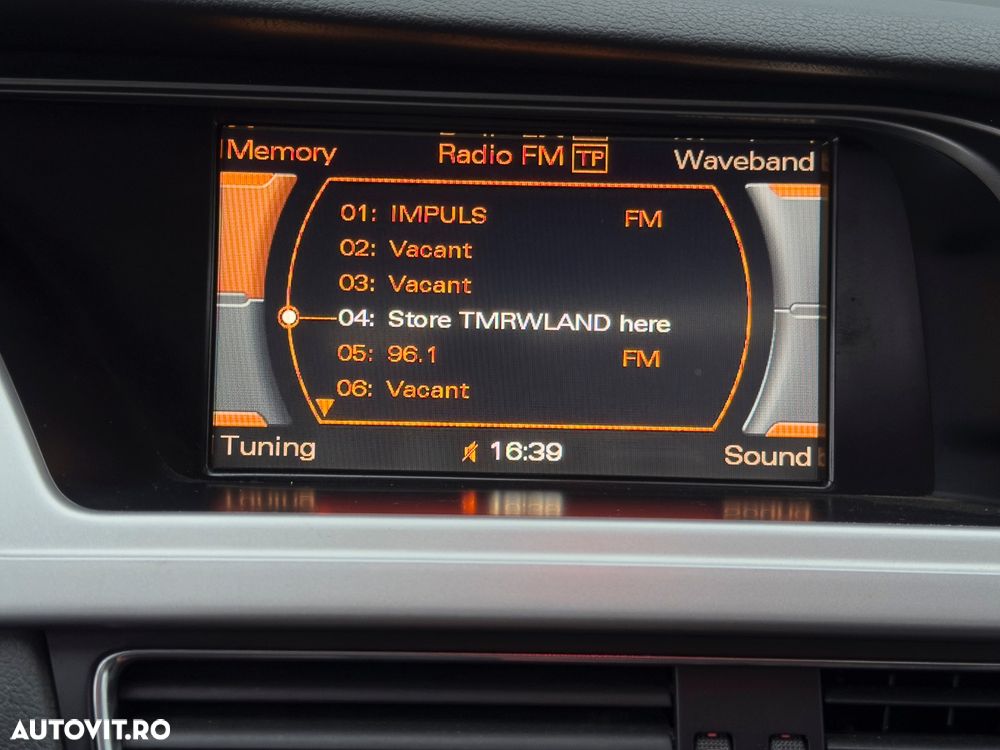 Memory
Radio FM TP
Waveband
01: IMPULS FM
02: Vacant
03: Vacant
04: Store TMRWLAND here
05: 96.1 FM
06: Vacant
Tuning
16:39
Sound
AUTOVIT.RO